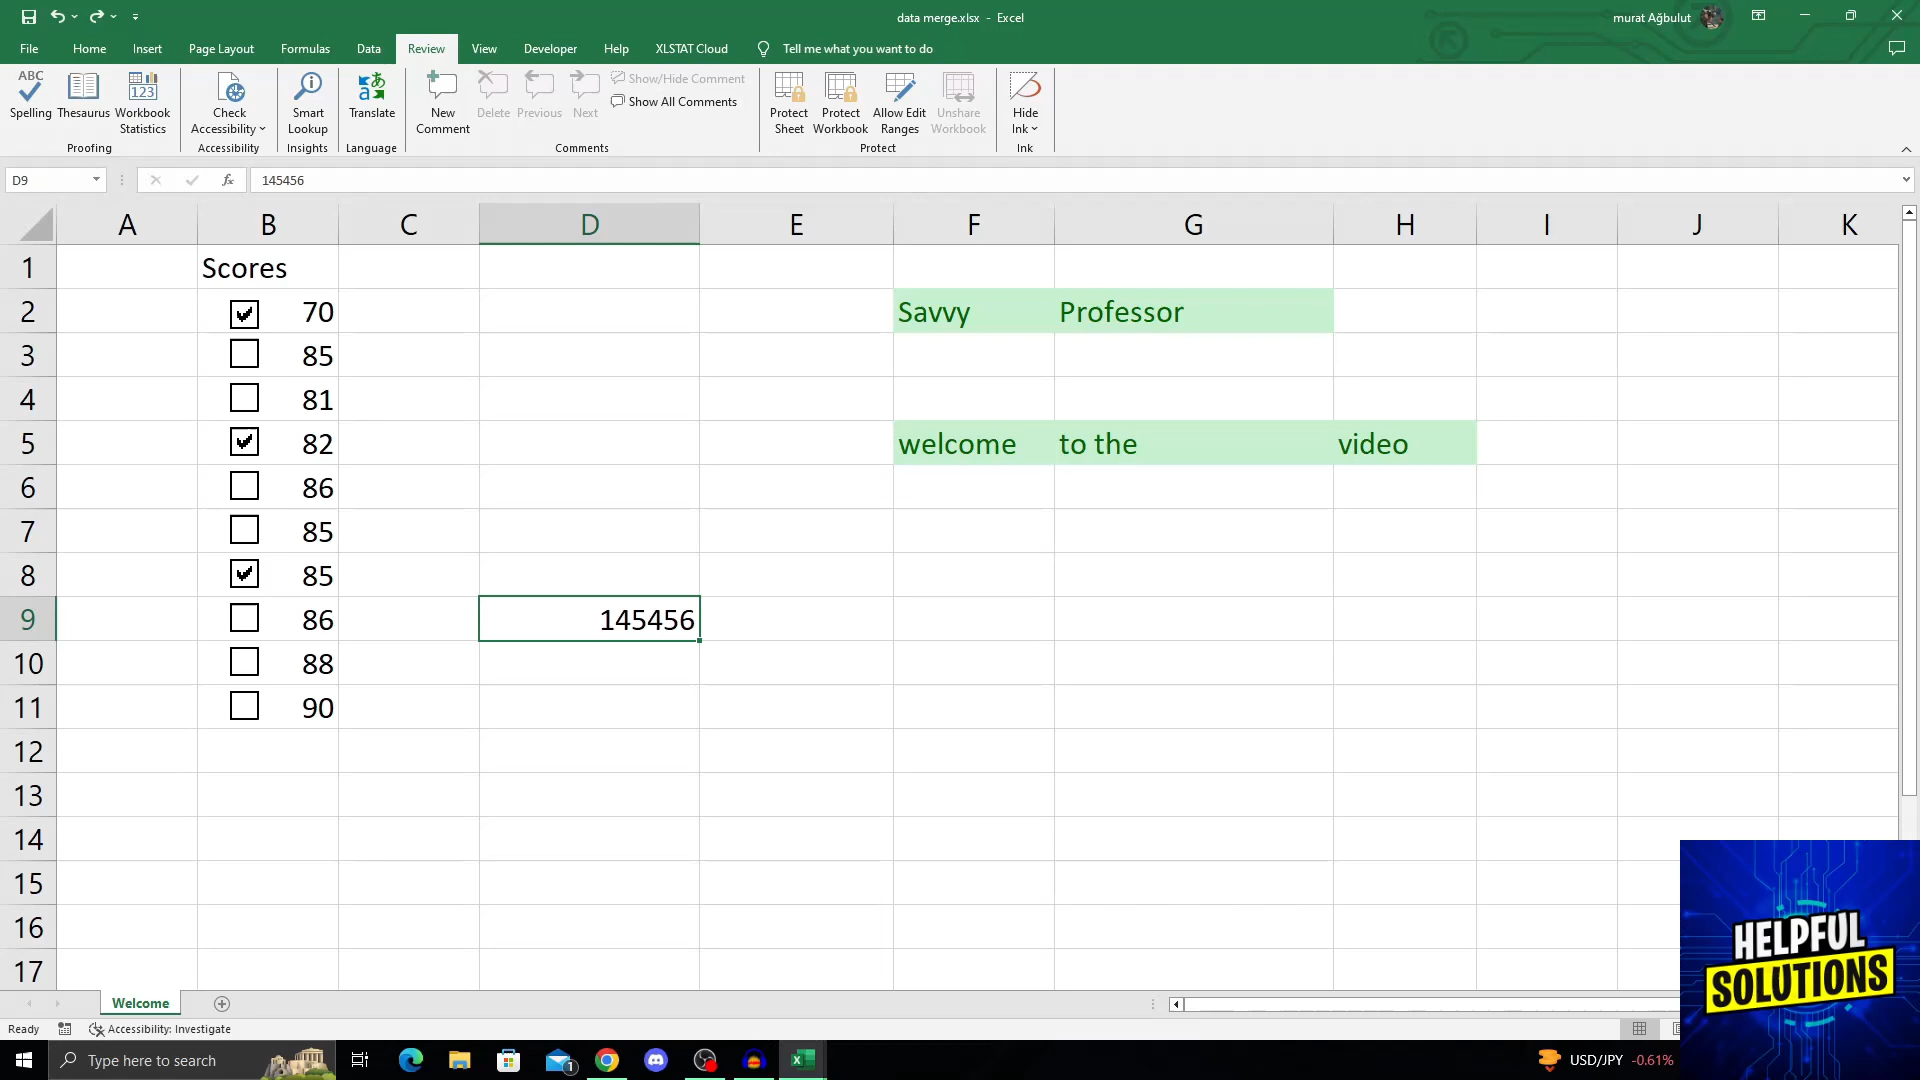 data merge.xlsx - Excel
murat Ağbulut
File Home Insert Page Layout Formulas Data Review View Developer Help XLSTAT Cloud Tell me what you want to do
ABC
Spelling
Thesaurus
123
Workbook
Statistics
Check
Accessibility
Smart
Lookup
Translate
New
Comment
Delete
Previous
Next
Show/Hide Comment
Show All Comments
Protect
Sheet
Protect
Workbook
Allow Edit
Ranges
Unshare
Workbook
Hide
Ink
Proofing Accessibility Insights Language Comments Protect Ink
D9 fx 145456
A B C D E F G H I J K
1 Scores
2 70 Savvy Professor
3 85
4 81
5 82 welcome to the video
6 86
7 85
8 85
9 86 145456
10 88
11 90
12
13
14
15
16
17
HELPFUL
SOLUTIONS
Welcome
Ready Accessibility: Investigate
Type here to search
1
USD/JPY -0.61%